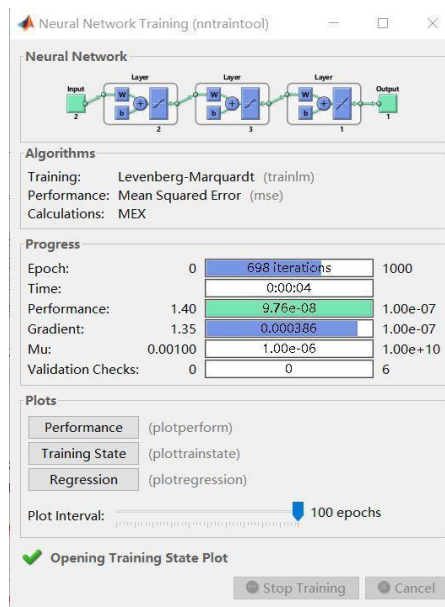 Neural Network Training (nntraintool)
Neural Network
Layer Layer Layer
Input Output
W W W
b b b
2 2 3 1 1
Algorithms
Training: Levenberg-Marquardt (trainlm)
Performance: Mean Squared Error (mse)
Calculations: MEX
Progress
Epoch: 0 698 iterations 1000
Time: 0:00:04
Performance: 1.40 9.76e-08 1.00e-07
Gradient: 1.35 0.000386 1.00e-07
Mu: 0.00100 1.00e-06 1.00e+10
Validation Checks: 0 0 6
Plots
Performance (plotperform)
Training State (plottrainstate)
Regression (plotregression)
Plot Interval: 100 epochs
Opening Training State Plot
Stop Training Cancel